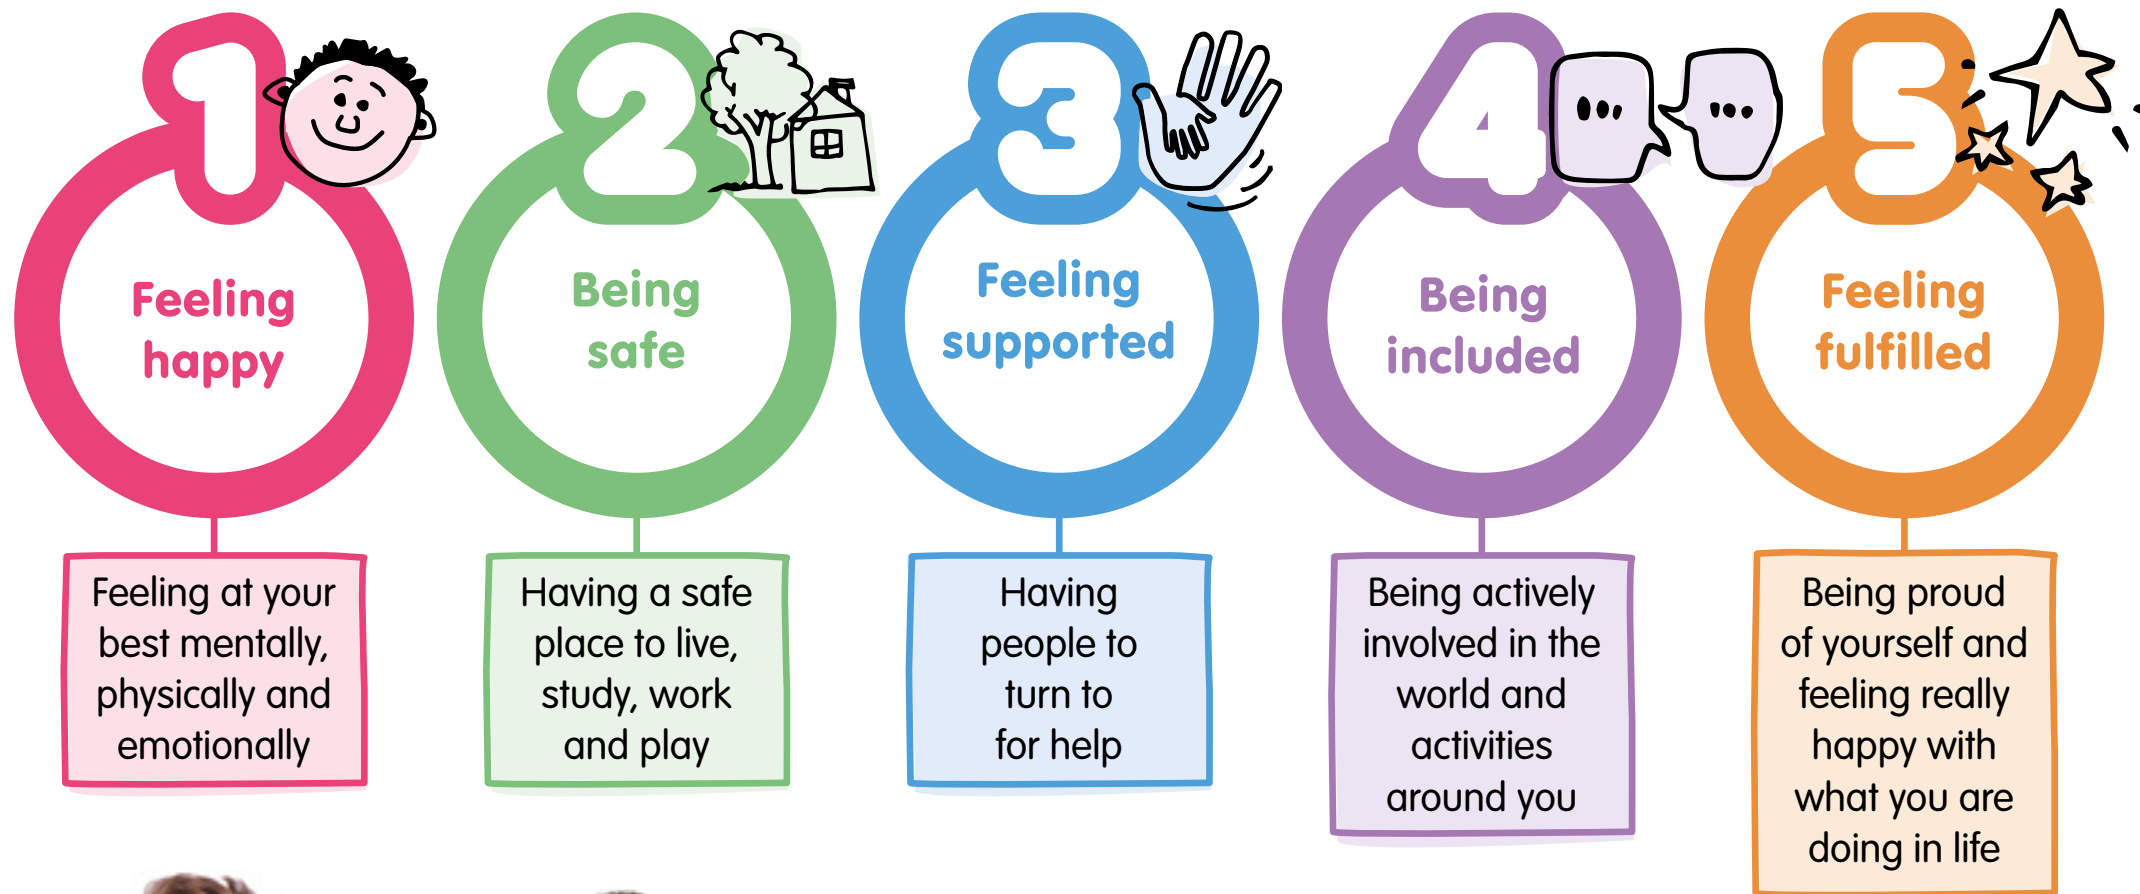 1
Feeling
happy
Feeling at your
best mentally,
physically and
emotionally
2
Being
safe
Having a safe
place to live,
study, work
and play
3
Feeling
supported
Having
people to
turn to
for help
4
Being
included
Being actively
involved in the
world and
activities
around you
5
Feeling
fulfilled
Being proud
of yourself and
feeling really
happy with
what you are
doing in life